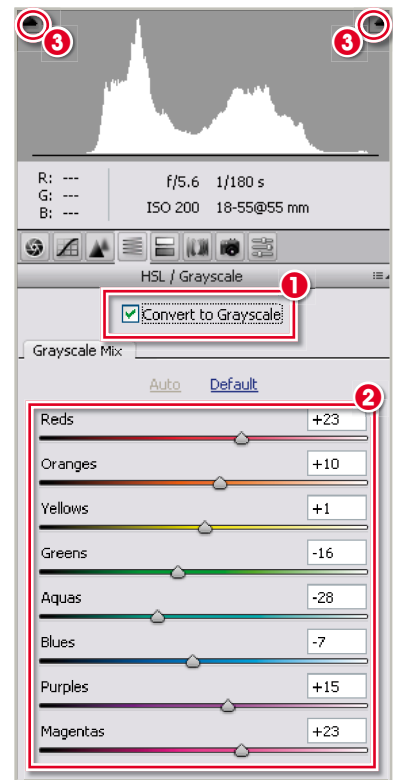 3 3
R: ---
G: ---
B: ---
f/5.6 1/180 s
ISO 200 18-55@55 mm
HSL / Grayscale
1
Convert to Grayscale
Grayscale Mix
Auto Default
2
Reds +23
Oranges +10
Yellows +1
Greens -16
Aquas -28
Blues -7
Purples +15
Magentas +23